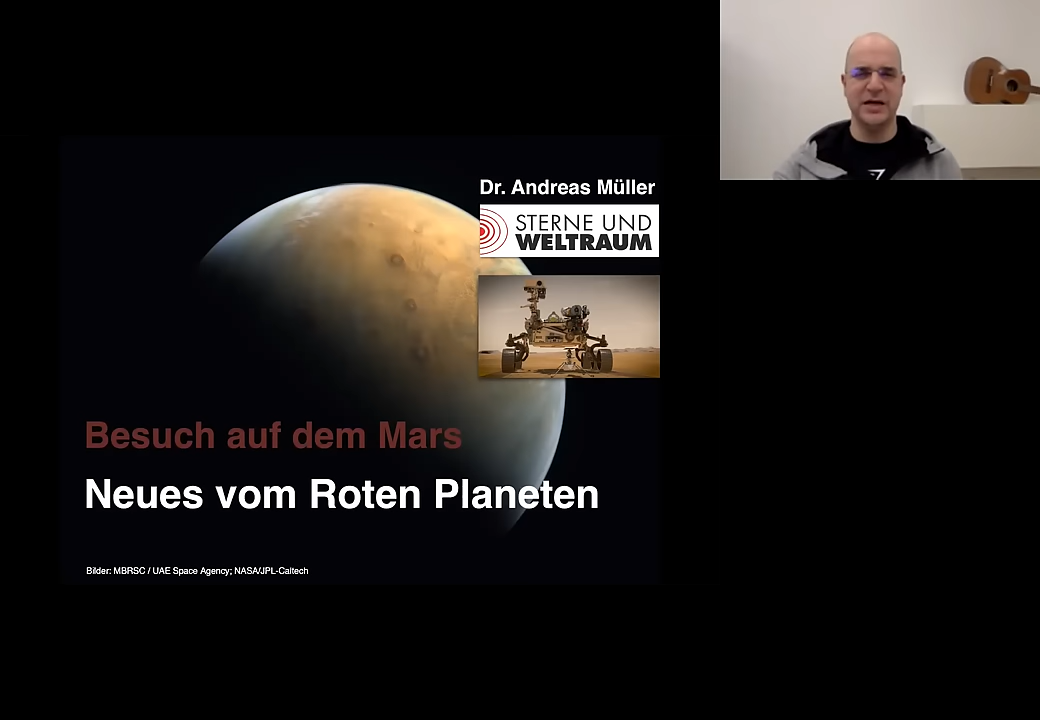 Dr. Andreas Müller
STERNE UND
WELTRAUM
Besuch auf dem Mars
Neues vom Roten Planeten
Bilder: MBRSC / UAE Space Agency; NASA/JPL-Caltech